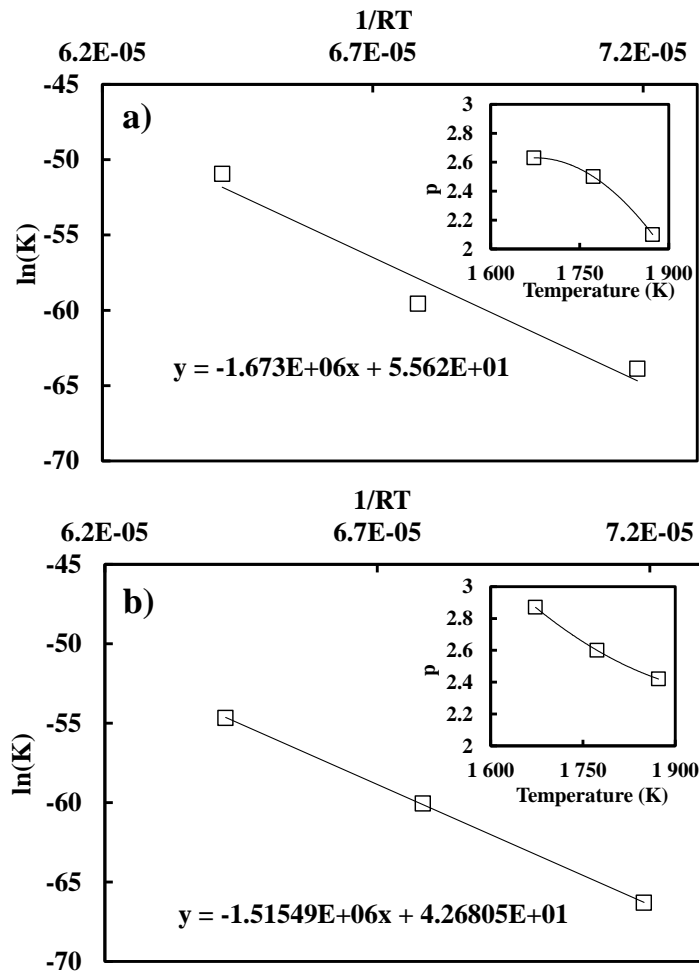 1/RT
6.2E-05 6.7E-05 7.2E-05
-45
-50
-55
-60
-65
-70
ln(K)
a)
y = -1.673E+06x + 5.562E+01
3
2.8
2.6
2.4
2.2
2
p
1 600 1 750 1 900
Temperature (K)
1/RT
6.2E-05 6.7E-05 7.2E-05
-45
-50
-55
-60
-65
-70
ln(K)
b)
y = -1.51549E+06x + 4.26805E+01
3
2.8
2.6
2.4
2.2
2
p
1 600 1 750 1 900
Temperature (K)